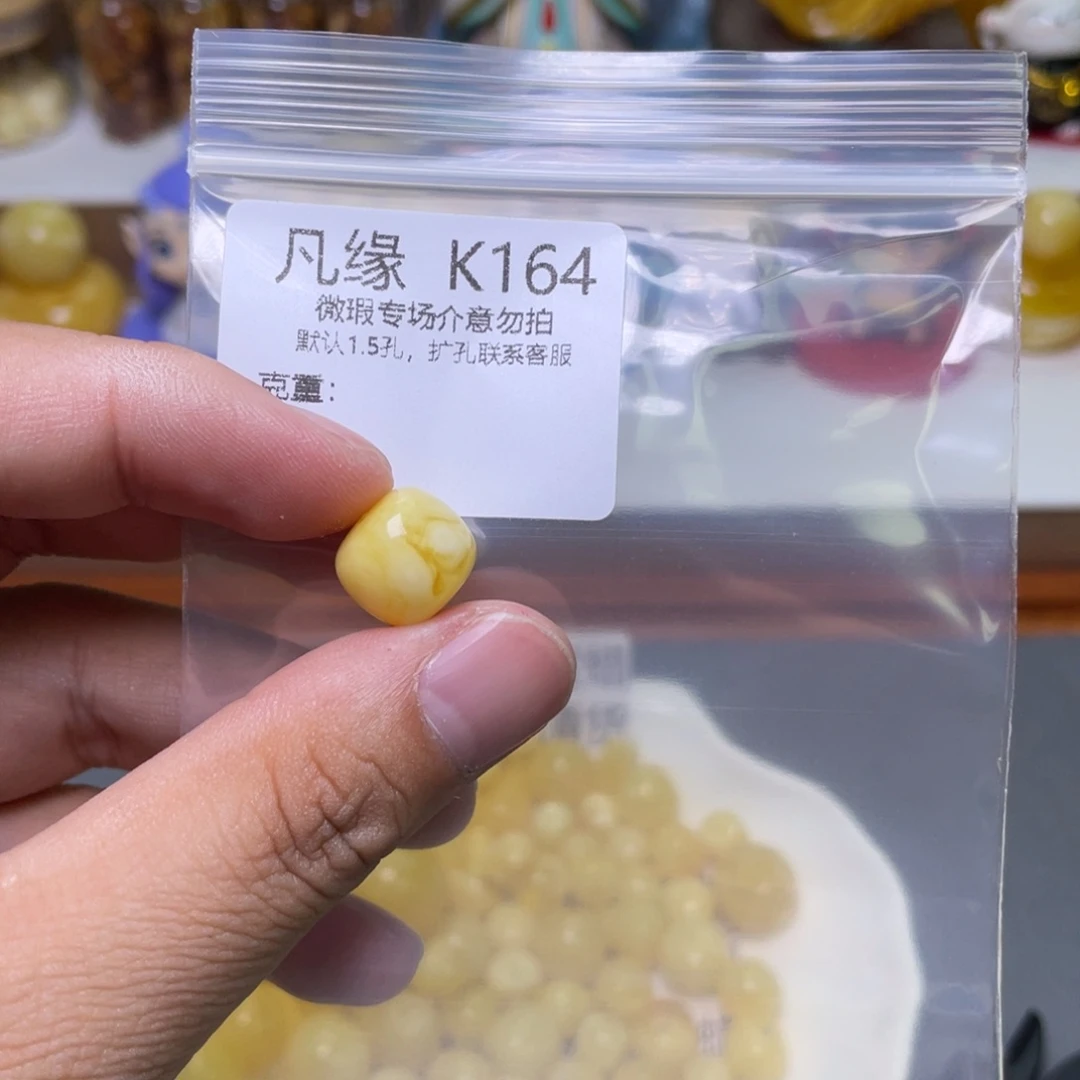 凡缘 K164
微瑕专场介意勿拍
默认1.5孔，扩孔联系客服
克重：